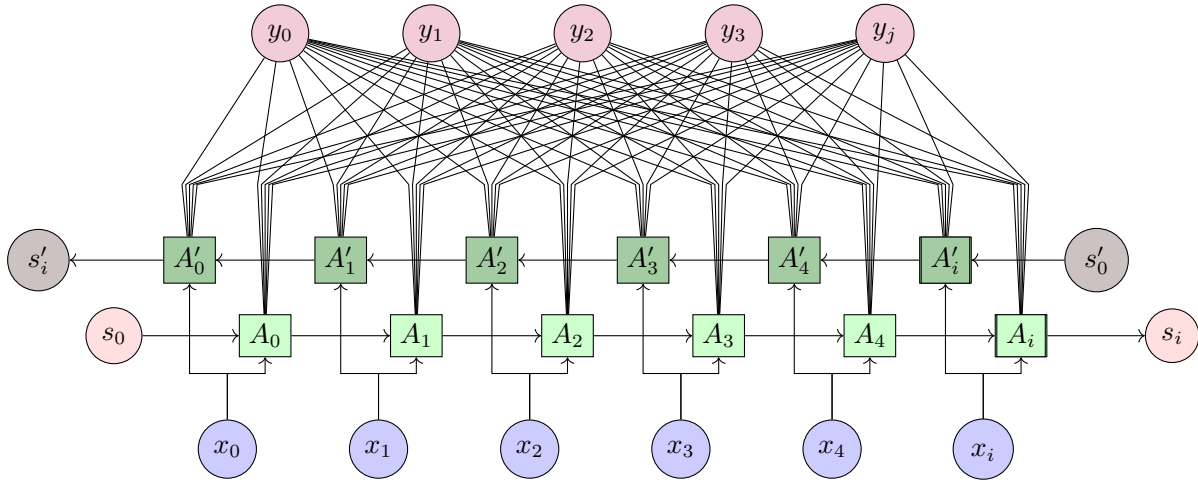 y₀ y₁ y₂ y₃ yⱼ
s′ᵢ A′₀ A′₁ A′₂ A′₃ A′₄ A′ᵢ s′₀
s₀ A₀ A₁ A₂ A₃ A₄ Aᵢ sᵢ
x₀ x₁ x₂ x₃ x₄ xᵢ